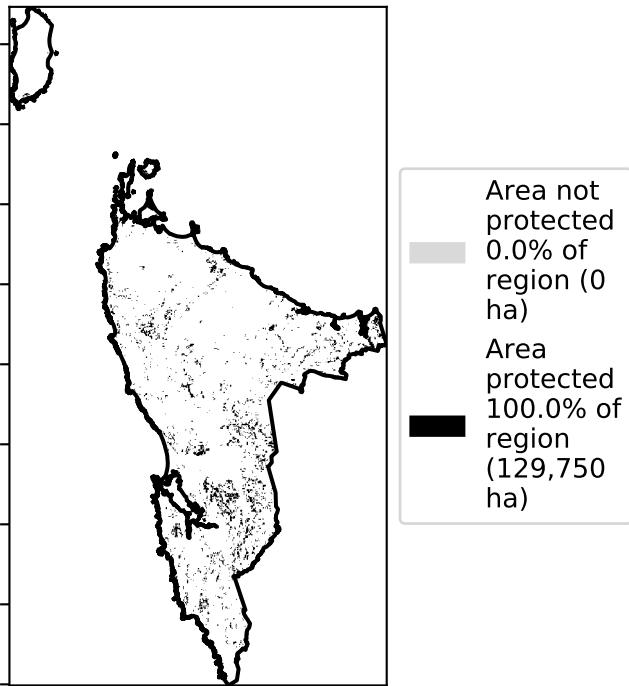 Area not
protected
0.0% of
region (0
ha)
Area
protected
100.0% of
region
(129,750
ha)